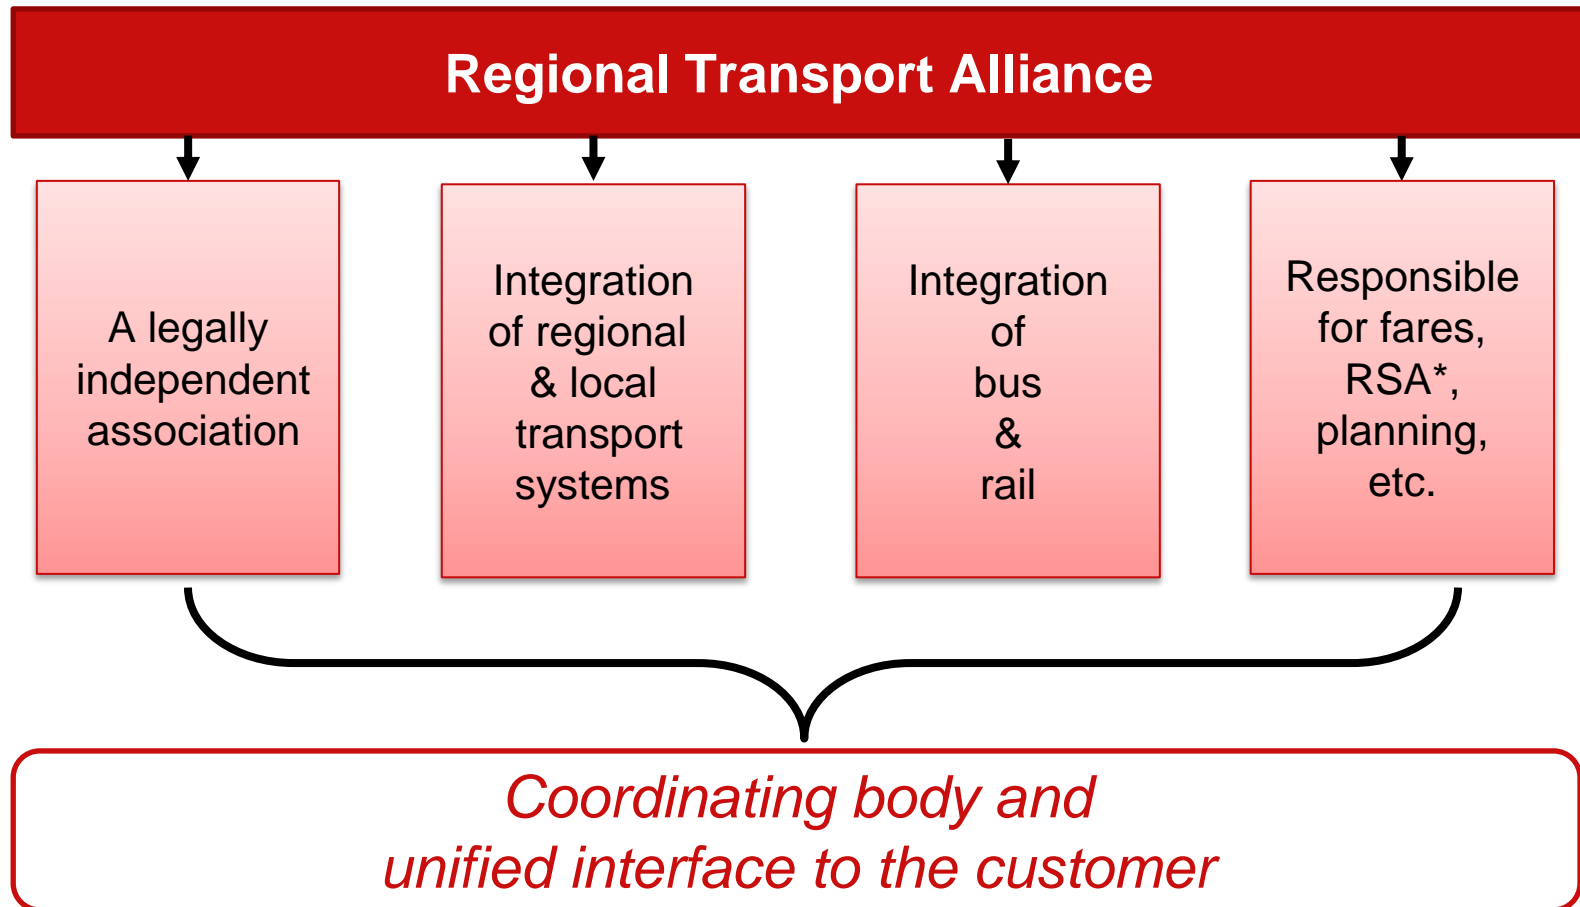 Regional Transport Alliance
A legally
independent
association
Integration
of regional
& local
transport
systems
Integration
of
bus
&
rail
Responsible
for fares,
RSA*,
planning,
etc.
Coordinating body and
unified interface to the customer